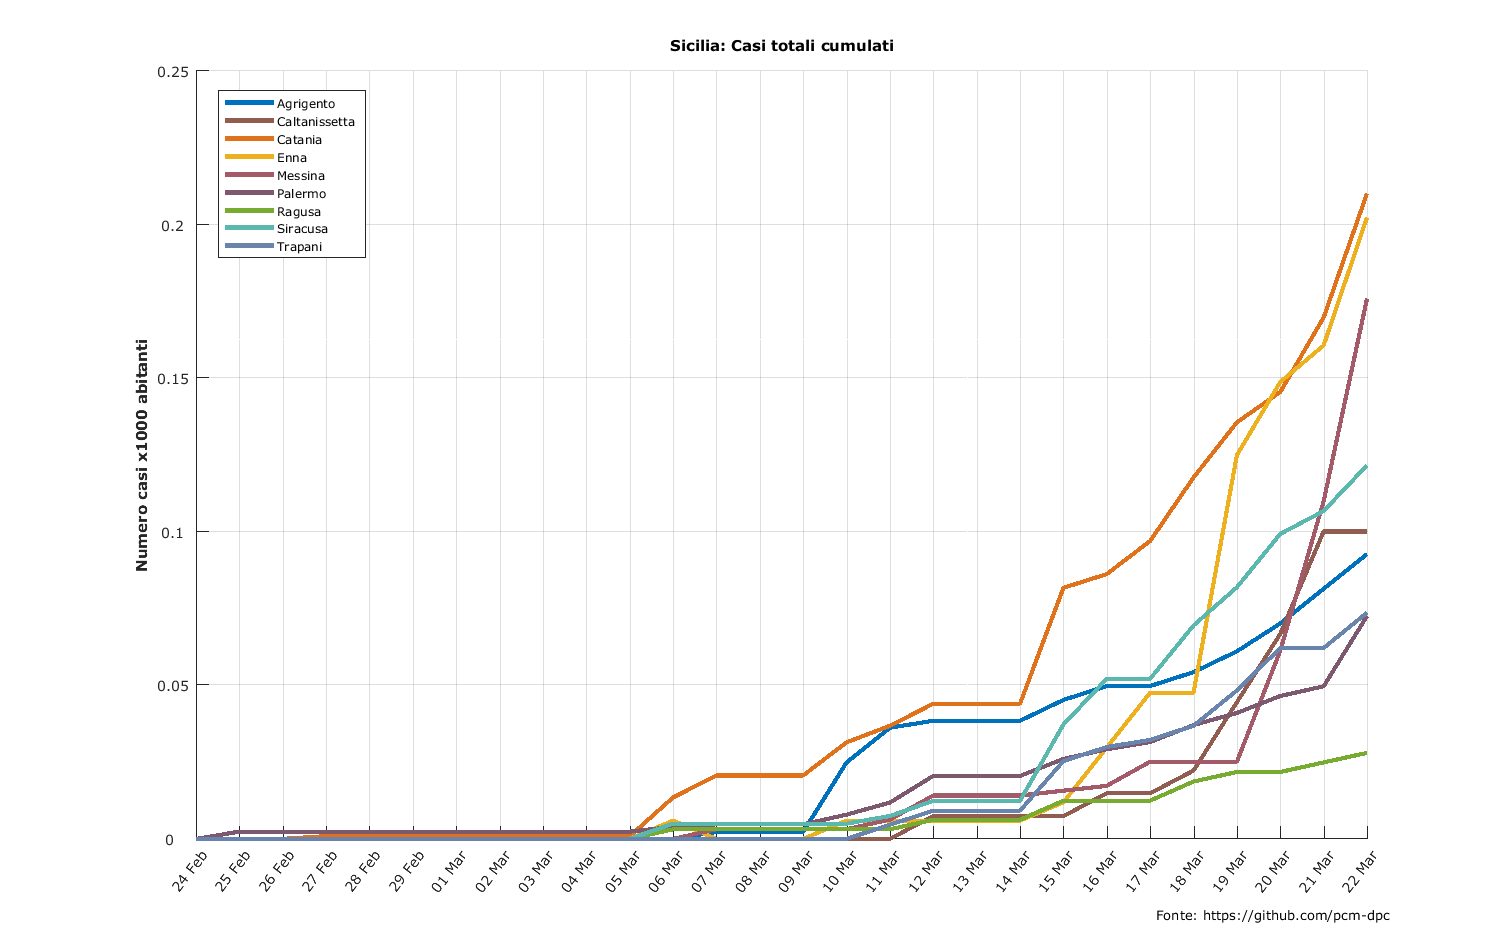 Sicilia: Casi totali cumulati
Numero casi x1000 abitanti
0.25
0.2
0.15
0.1
0.05
0
Agrigento
Caltanissetta
Catania
Enna
Messina
Palermo
Ragusa
Siracusa
Trapani
24 Feb
25 Feb
26 Feb
27 Feb
28 Feb
29 Feb
01 Mar
02 Mar
03 Mar
04 Mar
05 Mar
06 Mar
07 Mar
08 Mar
09 Mar
10 Mar
11 Mar
12 Mar
13 Mar
14 Mar
15 Mar
16 Mar
17 Mar
18 Mar
19 Mar
20 Mar
21 Mar
22 Mar
Fonte: https://github.com/pcm-dpc